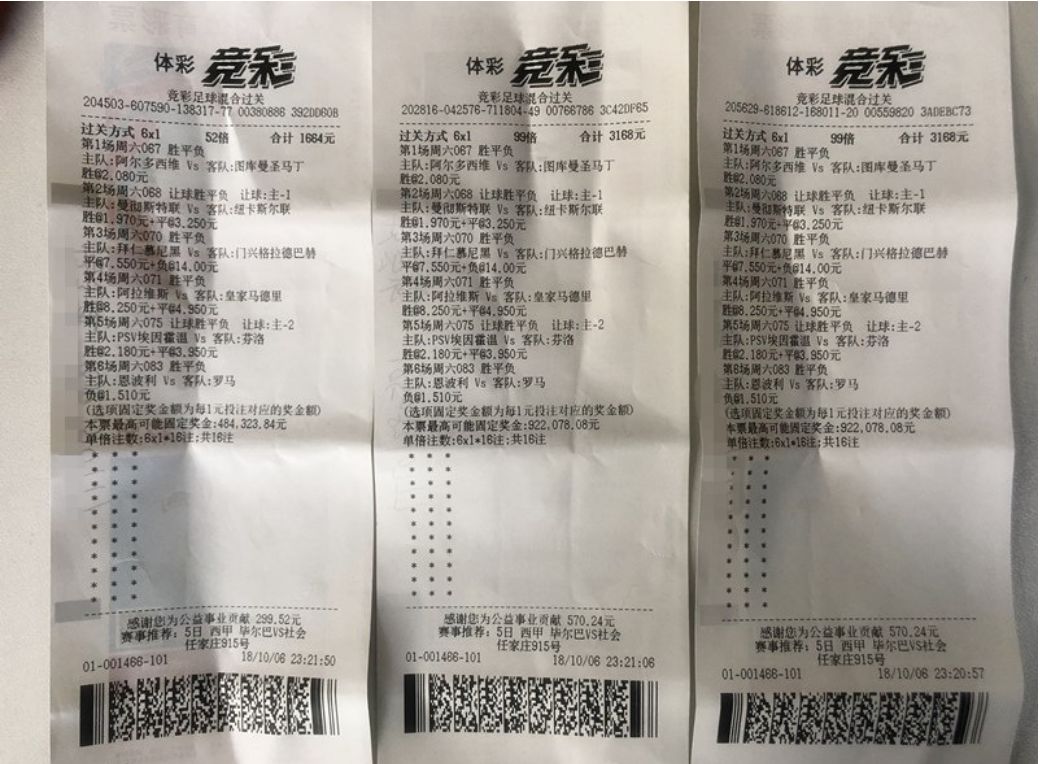 体彩 竞彩
竞彩足球混合过关
204503-607590-138317-77 00380886 392DD60B
过关方式 6x1 52倍 合计 1664元
第1场周六067 胜平负
主队:阿尔多西维 Vs 客队:图库曼圣马丁
胜@2.080元
第2场周六068 让球胜平负 让球:主-1
主队:曼彻斯特联 Vs 客队:纽卡斯尔联
胜@1.970元+平@3.250元
第3场周六070 胜平负
主队:拜仁慕尼黑 Vs 客队:门兴格拉德巴赫
平@7.550元+负@14.00元
第4场周六071 胜平负
主队:阿拉维斯 Vs 客队:皇家马德里
胜@8.250元+平@4.950元
第5场周六075 让球胜平负 让球:主-2
主队:PSV埃因霍温 Vs 客队:芬洛
胜@2.180元+平@3.950元
第6场周六083 胜平负
主队:恩波利 Vs 客队:罗马
负@1.510元
(选项固定奖金额为每1元投注对应的奖金额)
本票最高可能固定奖金:484,323.84元
单倍注数:6x1*16注;共16注
感谢您为公益事业贡献 299.52元
赛事推荐: 5日 西甲 毕尔巴VS社会
任家庄915号
01-001466-101 18/10/06 23:21:50
体彩 竞彩
竞彩足球混合过关
202816-042576-711804-49 00766786 3C42DF65
过关方式 6x1 99倍 合计 3168元
第1场周六067 胜平负
主队:阿尔多西维 Vs 客队:图库曼圣马丁
胜@2.080元
第2场周六068 让球胜平负 让球:主-1
主队:曼彻斯特联 Vs 客队:纽卡斯尔联
胜@1.970元+平@3.250元
第3场周六070 胜平负
主队:拜仁慕尼黑 Vs 客队:门兴格拉德巴赫
平@7.550元+负@14.00元
第4场周六071 胜平负
主队:阿拉维斯 Vs 客队:皇家马德里
胜@8.250元+平@4.950元
第5场周六075 让球胜平负 让球:主-2
主队:PSV埃因霍温 Vs 客队:芬洛
胜@2.180元+平@3.950元
第6场周六083 胜平负
主队:恩波利 Vs 客队:罗马
负@1.510元
(选项固定奖金额为每1元投注对应的奖金额)
本票最高可能固定奖金:922,078.08元
单倍注数:6x1*16注;共16注
感谢您为公益事业贡献 570.24元
赛事推荐: 5日 西甲 毕尔巴VS社会
任家庄915号
01-001466-101 18/10/06 23:21:06
体彩 竞彩
竞彩足球混合过关
205629-618612-168011-20 00559820 3ADEBC73
过关方式 6x1 99倍 合计 3168元
第1场周六067 胜平负
主队:阿尔多西维 Vs 客队:图库曼圣马丁
胜@2.080元
第2场周六068 让球胜平负 让球:主-1
主队:曼彻斯特联 Vs 客队:纽卡斯尔联
胜@1.970元+平@3.250元
第3场周六070 胜平负
主队:拜仁慕尼黑 Vs 客队:门兴格拉德巴赫
平@7.550元+负@14.00元
第4场周六071 胜平负
主队:阿拉维斯 Vs 客队:皇家马德里
胜@8.250元+平@4.950元
第5场周六075 让球胜平负 让球:主-2
主队:PSV埃因霍温 Vs 客队:芬洛
胜@2.180元+平@3.950元
第6场周六083 胜平负
主队:恩波利 Vs 客队:罗马
负@1.510元
(选项固定奖金额为每1元投注对应的奖金额)
本票最高可能固定奖金:922,078.08元
单倍注数:6x1*16注;共16注
感谢您为公益事业贡献 570.24元
赛事推荐: 5日 西甲 毕尔巴VS社会
任家庄915号
01-001466-101 18/10/06 23:20:57